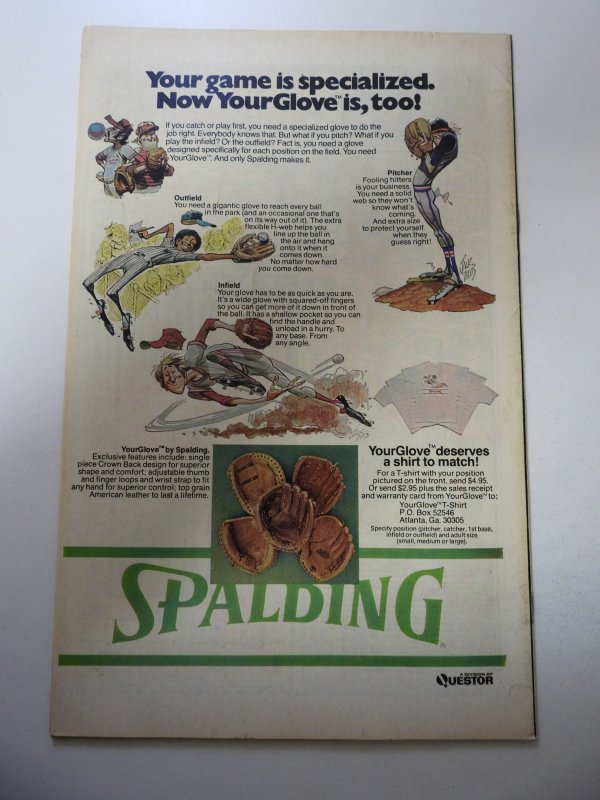 Your game is specialized.
Now YourGlove™ is, too!
If you catch or play first, you need a specialized glove to do the
job right. Everybody knows that. But what if you pitch? What if you
play the infield? Or the outfield? Fact is, you need a glove
designed specifically for each position on the field. You need
YourGlove™. And only Spalding makes it.
Pitcher
Fooling hitters
is your business.
You need a solid
web so they won't
know what's
coming.
And extra size
to protect yourself
when they
guess right!
Outfield
You need a gigantic glove to reach every ball
in the park (and an occasional one that's
on its way out of it). The extra
flexible H-web helps you
line up the ball in
the air and hang
onto it when it
comes down.
No matter how hard
you come down.
Infield
Your glove has to be as quick as you are.
It's a wide glove with squared-off fingers
so you can get more of it down in front of
the ball. It has a shallow pocket so you can
find the handle and
unload in a hurry. To
any base. From
any angle.
YourGlove™ by Spalding.
Exclusive features include: single
piece Crown Back design for superior
shape and comfort; adjustable thumb
and finger loops and wrist strap to fit
any hand for superior control; top grain
American leather to last a lifetime.
YourGlove™ deserves
a shirt to match!
For a T-shirt with your position
pictured on the front, send $4.95.
Or send $2.95 plus the sales receipt
and warranty card from YourGlove™ to:
YourGlove™ T-Shirt
P.O. Box 52546
Atlanta, Ga. 30305
Specify position (pitcher, catcher, 1st base,
infield or outfield) and adult size
(small, medium or large).
SPALDING
A DIVISION OF
QUESTOR